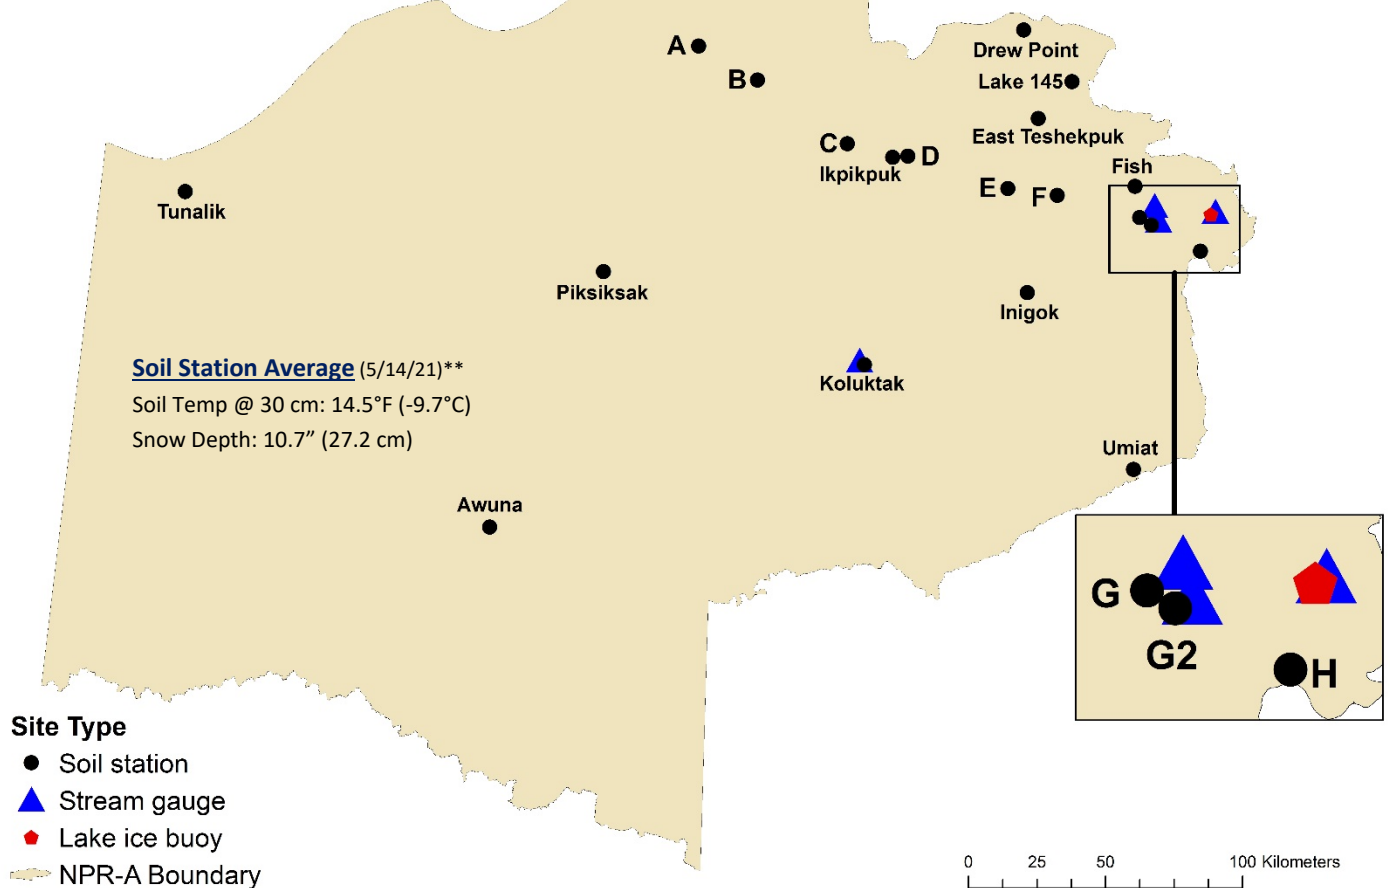 A
Drew Point
B
Lake 145
East Teshekpuk
C
D
Ikpikpuk
Fish
E
F
Tunalik
Piksiksak
Inigok
Soil Station Average (5/14/21)**
Soil Temp @ 30 cm: 14.5°F (-9.7°C)
Snow Depth: 10.7” (27.2 cm)
Koluktak
Umiat
Awuna
G
G2
H
Site Type
Soil station
Stream gauge
Lake ice buoy
NPR-A Boundary
0 25 50 100 Kilometers